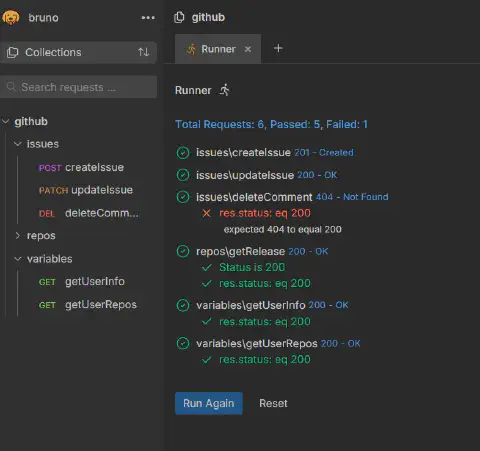 bruno
Collections
Search requests ...
github
issues
POST createIssue
PATCH updateIssue
DEL deleteComm...
repos
variables
GET getUserInfo
GET getUserRepos
github
Runner
Runner
Total Requests: 6, Passed: 5, Failed: 1
issues\createIssue 201 - Created
issues\updateIssue 200 - OK
issues\deleteComment 404 - Not Found
res.status: eq 200
expected 404 to equal 200
repos\getRelease 200 - OK
Status is 200
res.status: eq 200
variables\getUserInfo 200 - OK
res.status: eq 200
variables\getUserRepos 200 - OK
res.status: eq 200
Run Again Reset